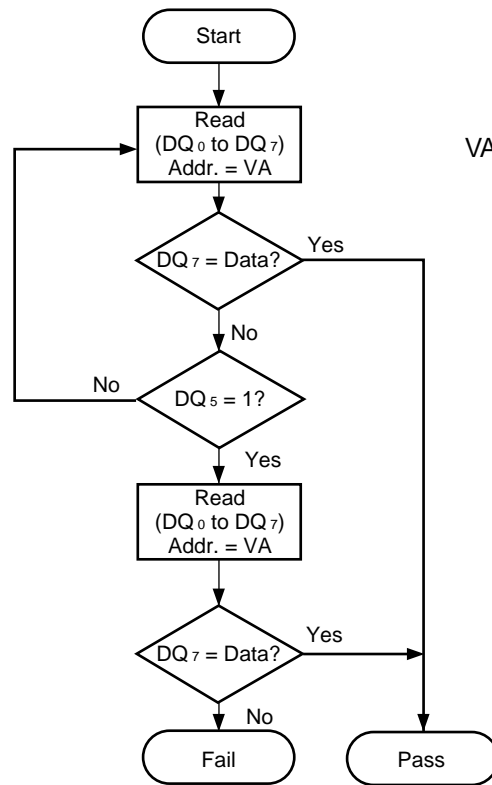 Start
Read
(DQ0 to DQ7)
Addr. = VA
VA
DQ7 = Data?
Yes
No
No
DQ5 = 1?
Yes
Read
(DQ0 to DQ7)
Addr. = VA
DQ7 = Data?
Yes
No
Fail
Pass